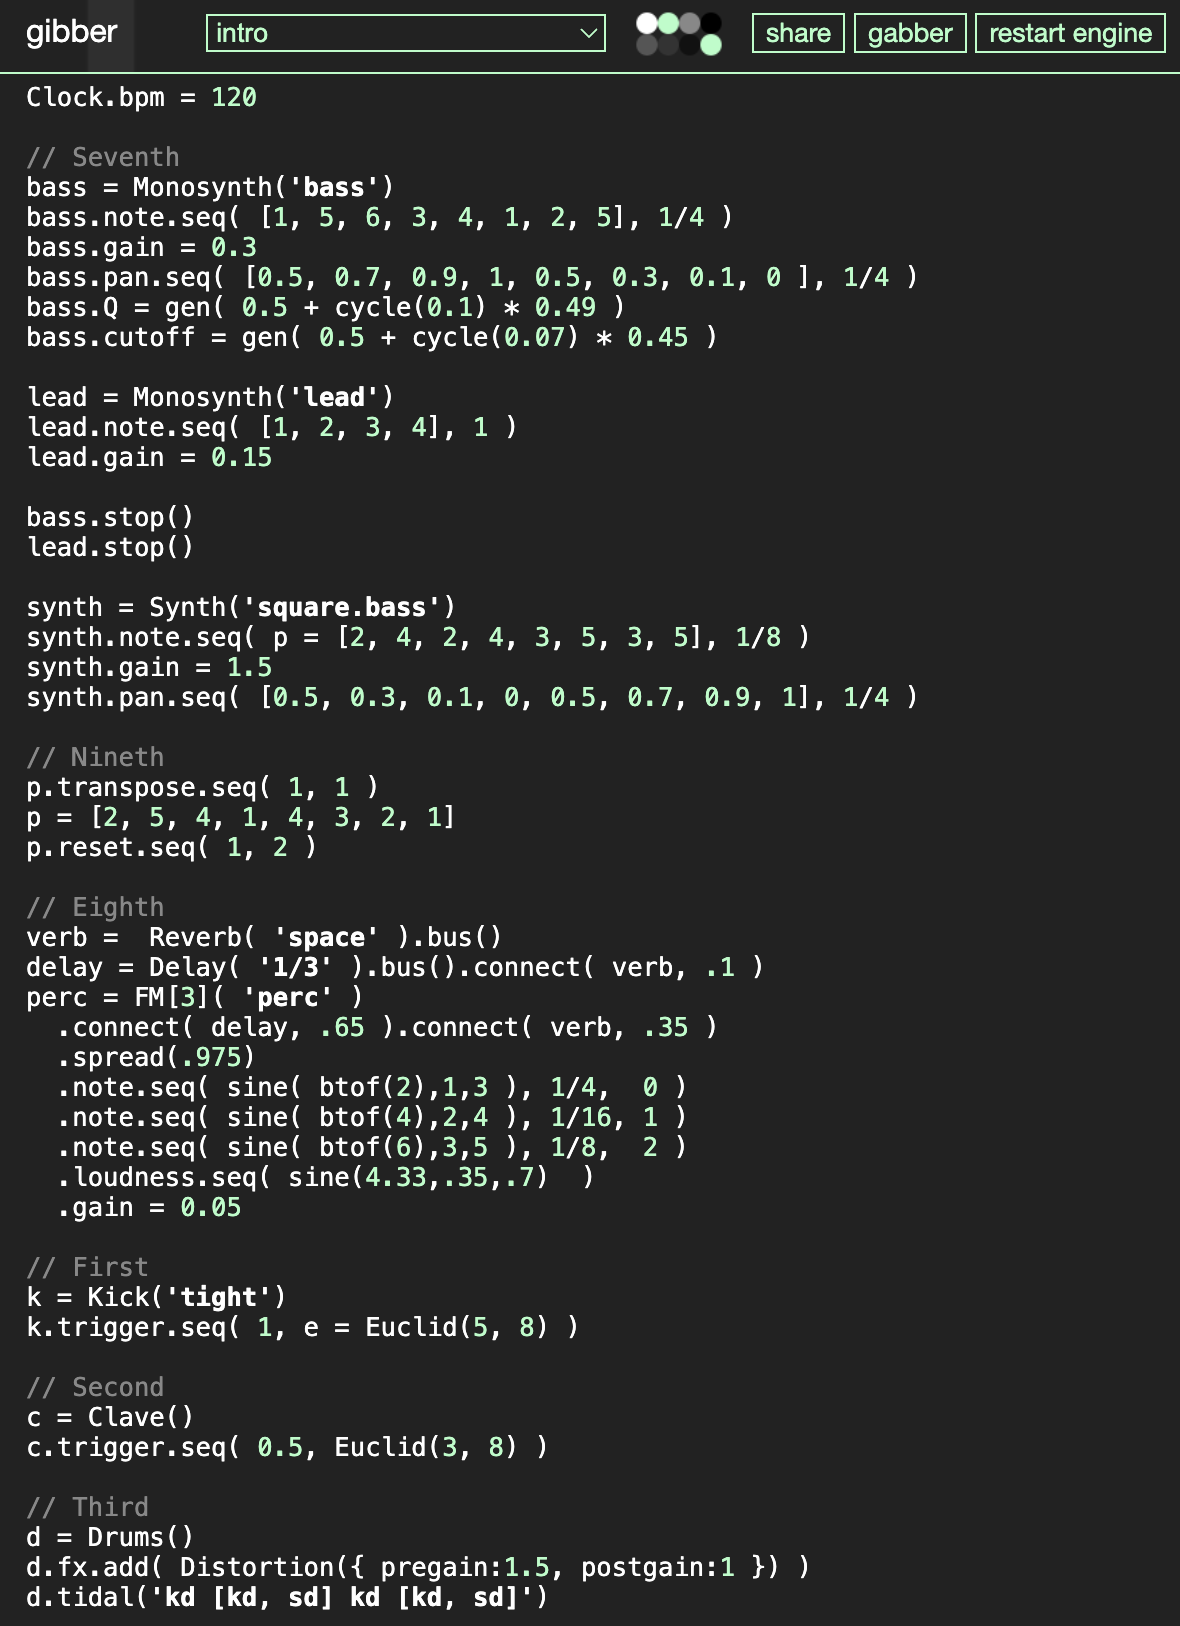 gibber
intro
share
gabber
restart engine
Clock.bpm = 120
// Seventh
bass = Monosynth('bass')
bass.note.seq( [1, 5, 6, 3, 4, 1, 2, 5], 1/4 )
bass.gain = 0.3
bass.pan.seq( [0.5, 0.7, 0.9, 1, 0.5, 0.3, 0.1, 0 ], 1/4 )
bass.Q = gen( 0.5 + cycle(0.1) * 0.49 )
bass.cutoff = gen( 0.5 + cycle(0.07) * 0.45 )
lead = Monosynth('lead')
lead.note.seq( [1, 2, 3, 4], 1 )
lead.gain = 0.15
bass.stop()
lead.stop()
synth = Synth('square.bass')
synth.note.seq( p = [2, 4, 2, 4, 3, 5, 3, 5], 1/8 )
synth.gain = 1.5
synth.pan.seq( [0.5, 0.3, 0.1, 0, 0.5, 0.7, 0.9, 1], 1/4 )
// Nineth
p.transpose.seq( 1, 1 )
p = [2, 5, 4, 1, 4, 3, 2, 1]
p.reset.seq( 1, 2 )
// Eighth
verb =  Reverb( 'space' ).bus()
delay = Delay( '1/3' ).bus().connect( verb, .1 )
perc = FM[3]( 'perc' )
  .connect( delay, .65 ).connect( verb, .35 )
  .spread(.975)
  .note.seq( sine( btof(2),1,3 ), 1/4,  0 )
  .note.seq( sine( btof(4),2,4 ), 1/16, 1 )
  .note.seq( sine( btof(6),3,5 ), 1/8,  2 )
  .loudness.seq( sine(4.33,.35,.7)  )
  .gain = 0.05
// First
k = Kick('tight')
k.trigger.seq( 1, e = Euclid(5, 8) )
// Second
c = Clave()
c.trigger.seq( 0.5, Euclid(3, 8) )
// Third
d = Drums()
d.fx.add( Distortion({ pregain:1.5, postgain:1 }) )
d.tidal('kd [kd, sd] kd [kd, sd]')